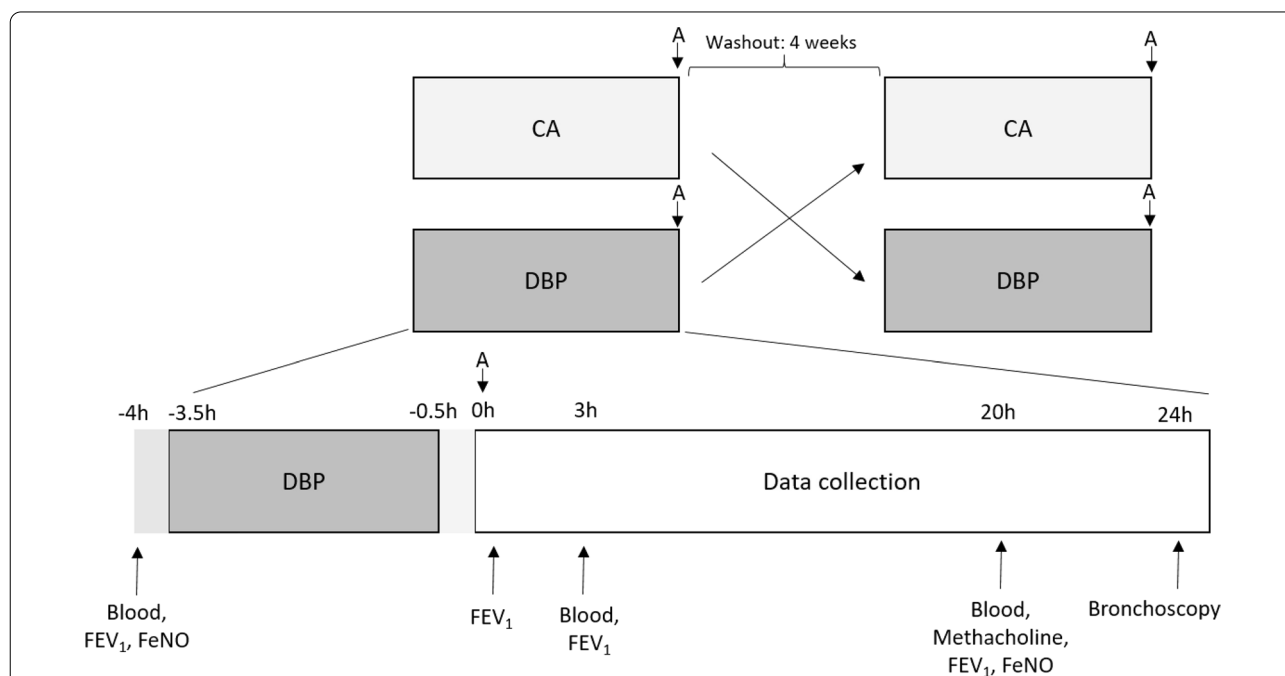 A
Washout: 4 weeks
A
CA
CA
A
A
DBP
DBP
A
-4h
-3.5h
-0.5h
0h
3h
20h
24h
DBP
Data collection
Blood,
FEV₁, FeNO
FEV₁
Blood,
FEV₁
Blood,
Methacholine,
FEV₁, FeNO
Bronchoscopy